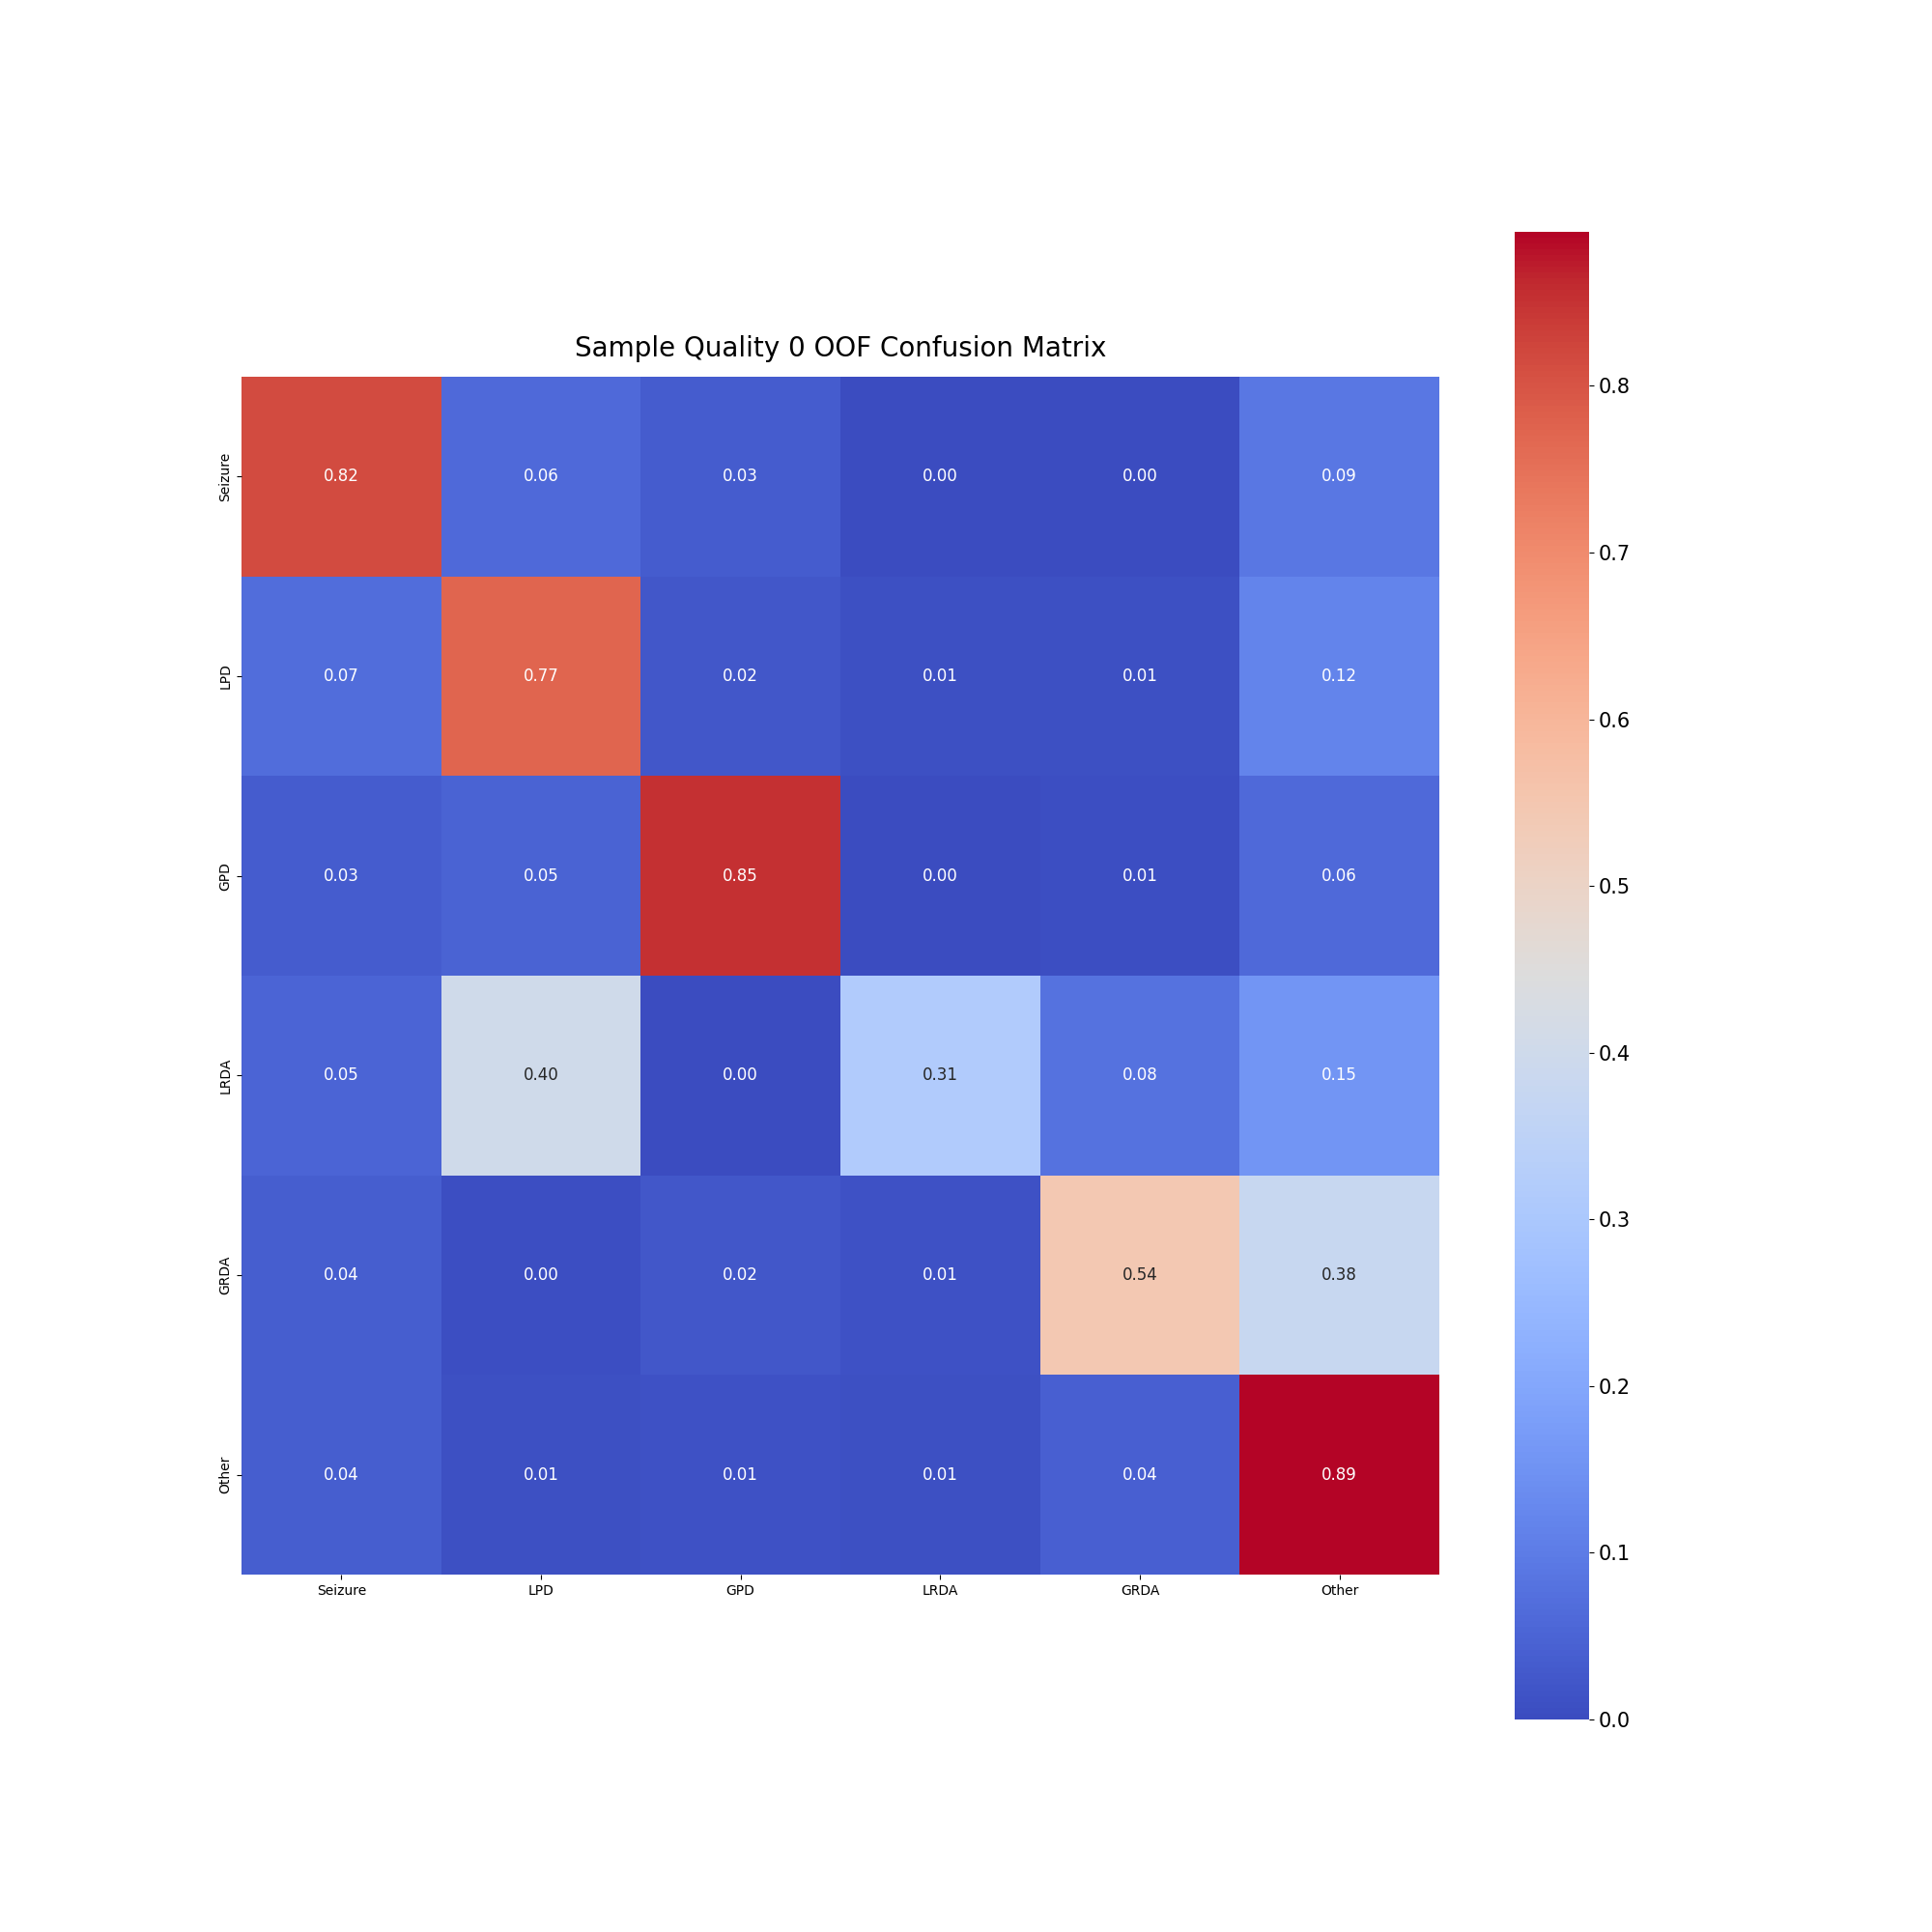 Sample Quality 0 OOF Confusion Matrix
Seizure 0.82 0.06 0.03 0.00 0.00 0.09
LPD 0.07 0.77 0.02 0.01 0.01 0.12
GPD 0.03 0.05 0.85 0.00 0.01 0.06
LRDA 0.05 0.40 0.00 0.31 0.08 0.15
GRDA 0.04 0.00 0.02 0.01 0.54 0.38
Other 0.04 0.01 0.01 0.01 0.04 0.89
Seizure LPD GPD LRDA GRDA Other
0.8
0.7
0.6
0.5
0.4
0.3
0.2
0.1
0.0